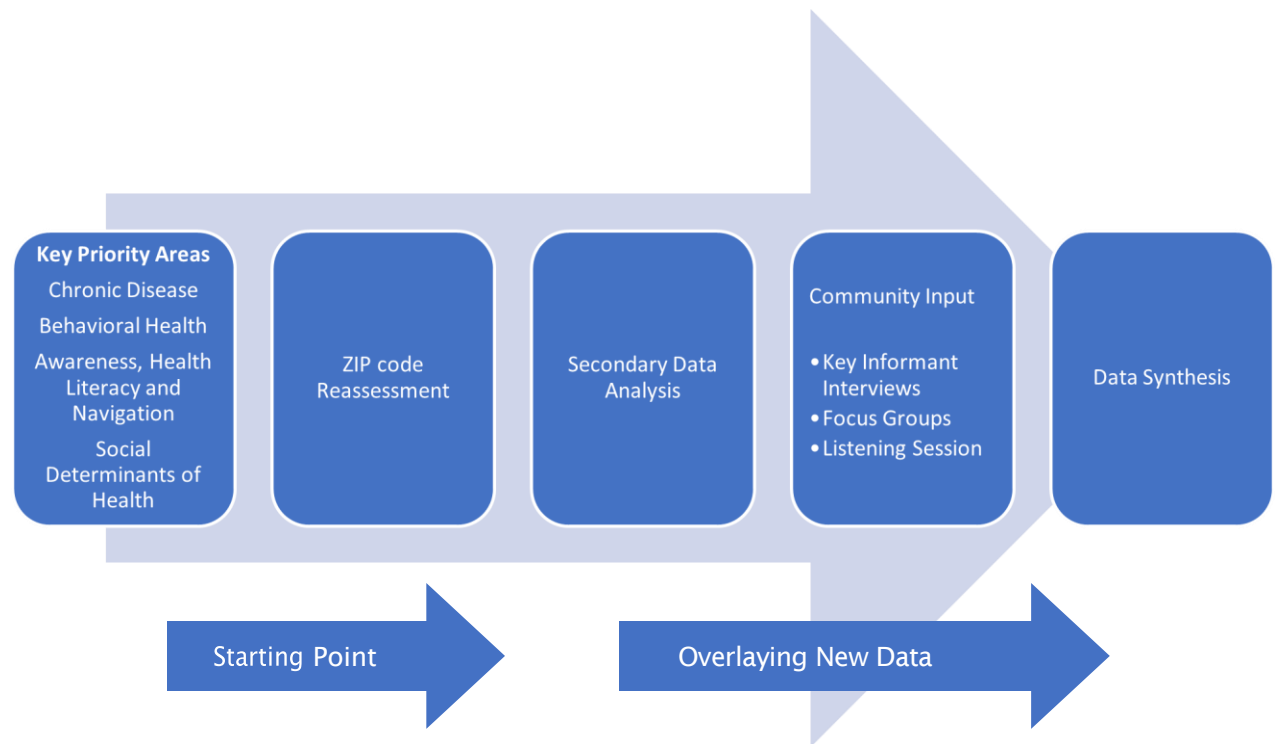 Key Priority Areas
Chronic Disease
Behavioral Health
Awareness, Health
Literacy and
Navigation
Social
Determinants of
Health
ZIP code
Reassessment
Secondary Data
Analysis
Community Input
•Key Informant
Interviews
•Focus Groups
•Listening Session
Data Synthesis
Starting Point
Overlaying New Data